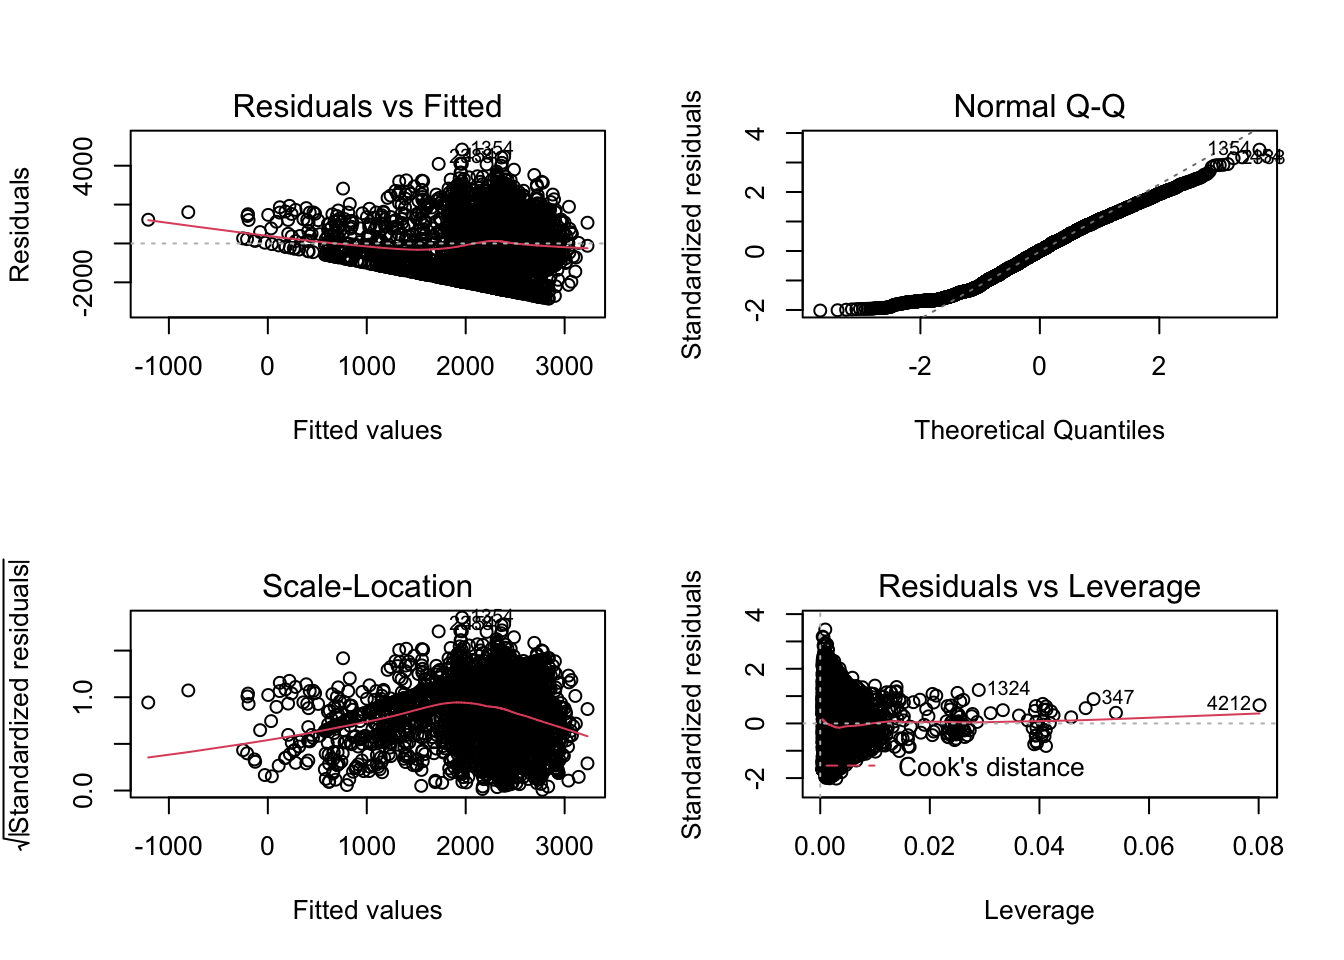 Residuals vs Fitted
Residuals
4000
-2000
1354
-1000 0 1000 2000 3000
Fitted values
Normal Q-Q
Standardized residuals
4
2
0
-2
1354
-2 0 2
Theoretical Quantiles
Scale-Location
√|Standardized residuals|
1.0
0.0
1354
-1000 0 1000 2000 3000
Fitted values
Residuals vs Leverage
Standardized residuals
4
2
0
-2
1324
347
4212
Cook's distance
0.00 0.02 0.04 0.06 0.08
Leverage